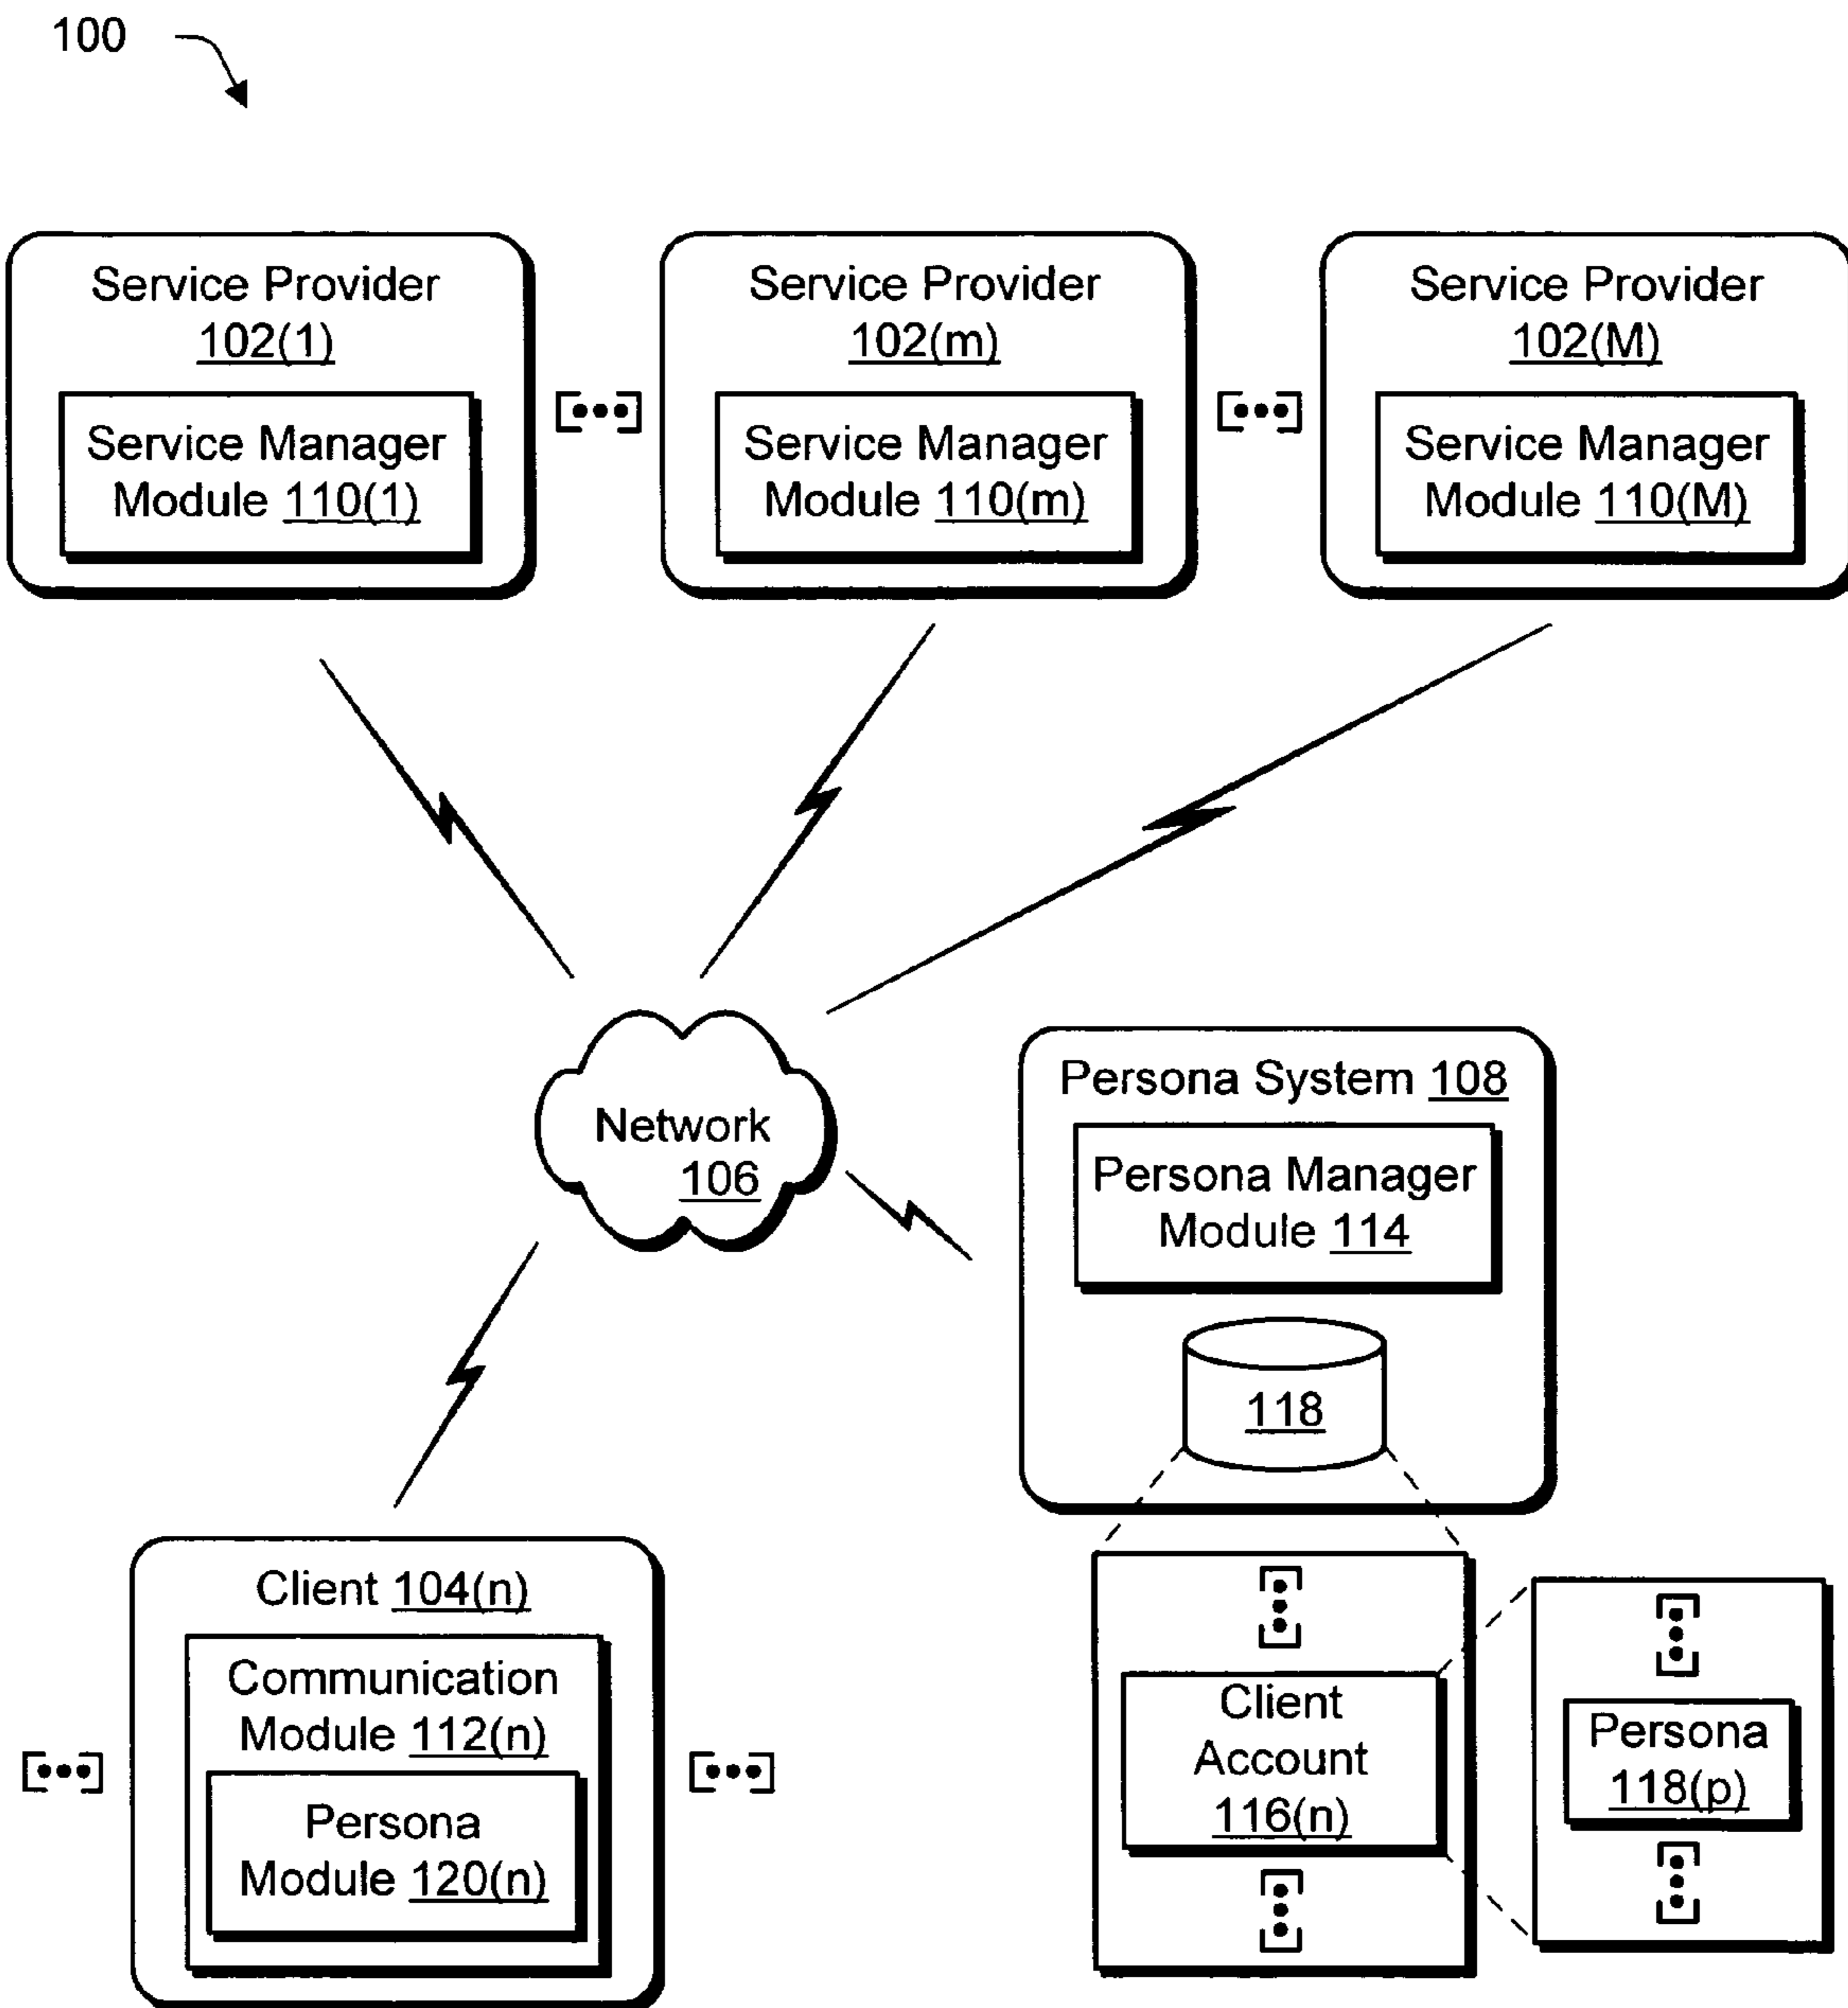 100
Service Provider
102(1)
Service Manager
Module 110(1)
[•••]
Service Provider
102(m)
Service Manager
Module 110(m)
[•••]
Service Provider
102(M)
Service Manager
Module 110(M)
Network
106
Persona System 108
Persona Manager
Module 114
118
Client 104(n)
Communication
Module 112(n)
Persona
Module 120(n)
[•••]
[•••]
[•••]
Client
Account
116(n)
[•••]
[•••]
Persona
118(p)
[•••]